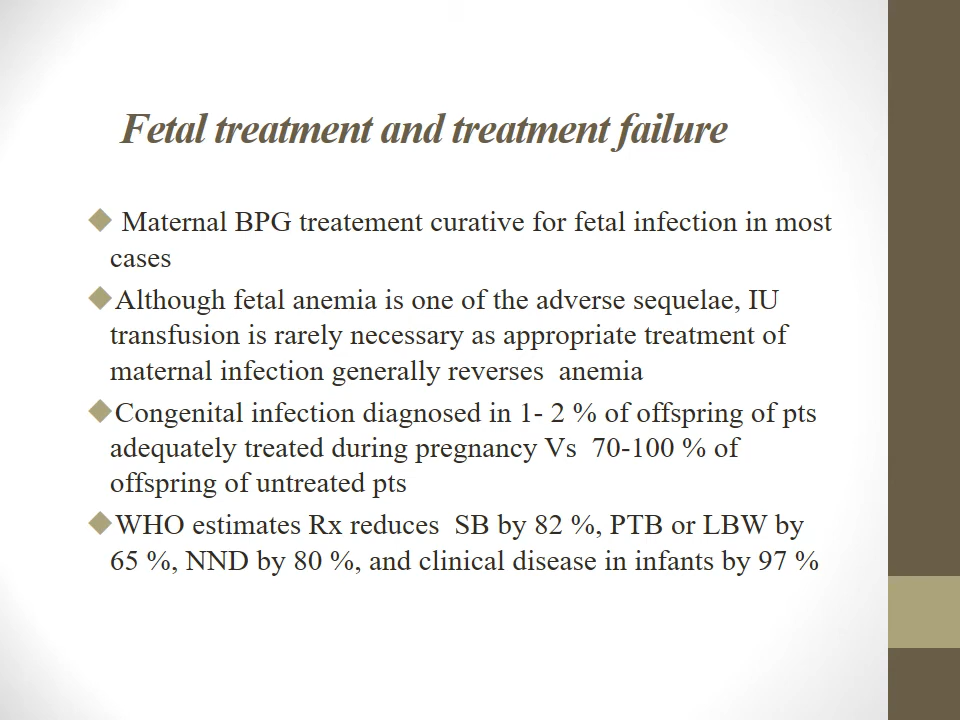 Fetal treatment and treatment failure
Maternal BPG treatement curative for fetal infection in most
cases
Although fetal anemia is one of the adverse sequelae, IU
transfusion is rarely necessary as appropriate treatment of
maternal infection generally reverses  anemia
Congenital infection diagnosed in 1- 2 % of offspring of pts
adequately treated during pregnancy Vs  70-100 % of
offspring of untreated pts
WHO estimates Rx reduces  SB by 82 %, PTB or LBW by
65 %, NND by 80 %, and clinical disease in infants by 97 %